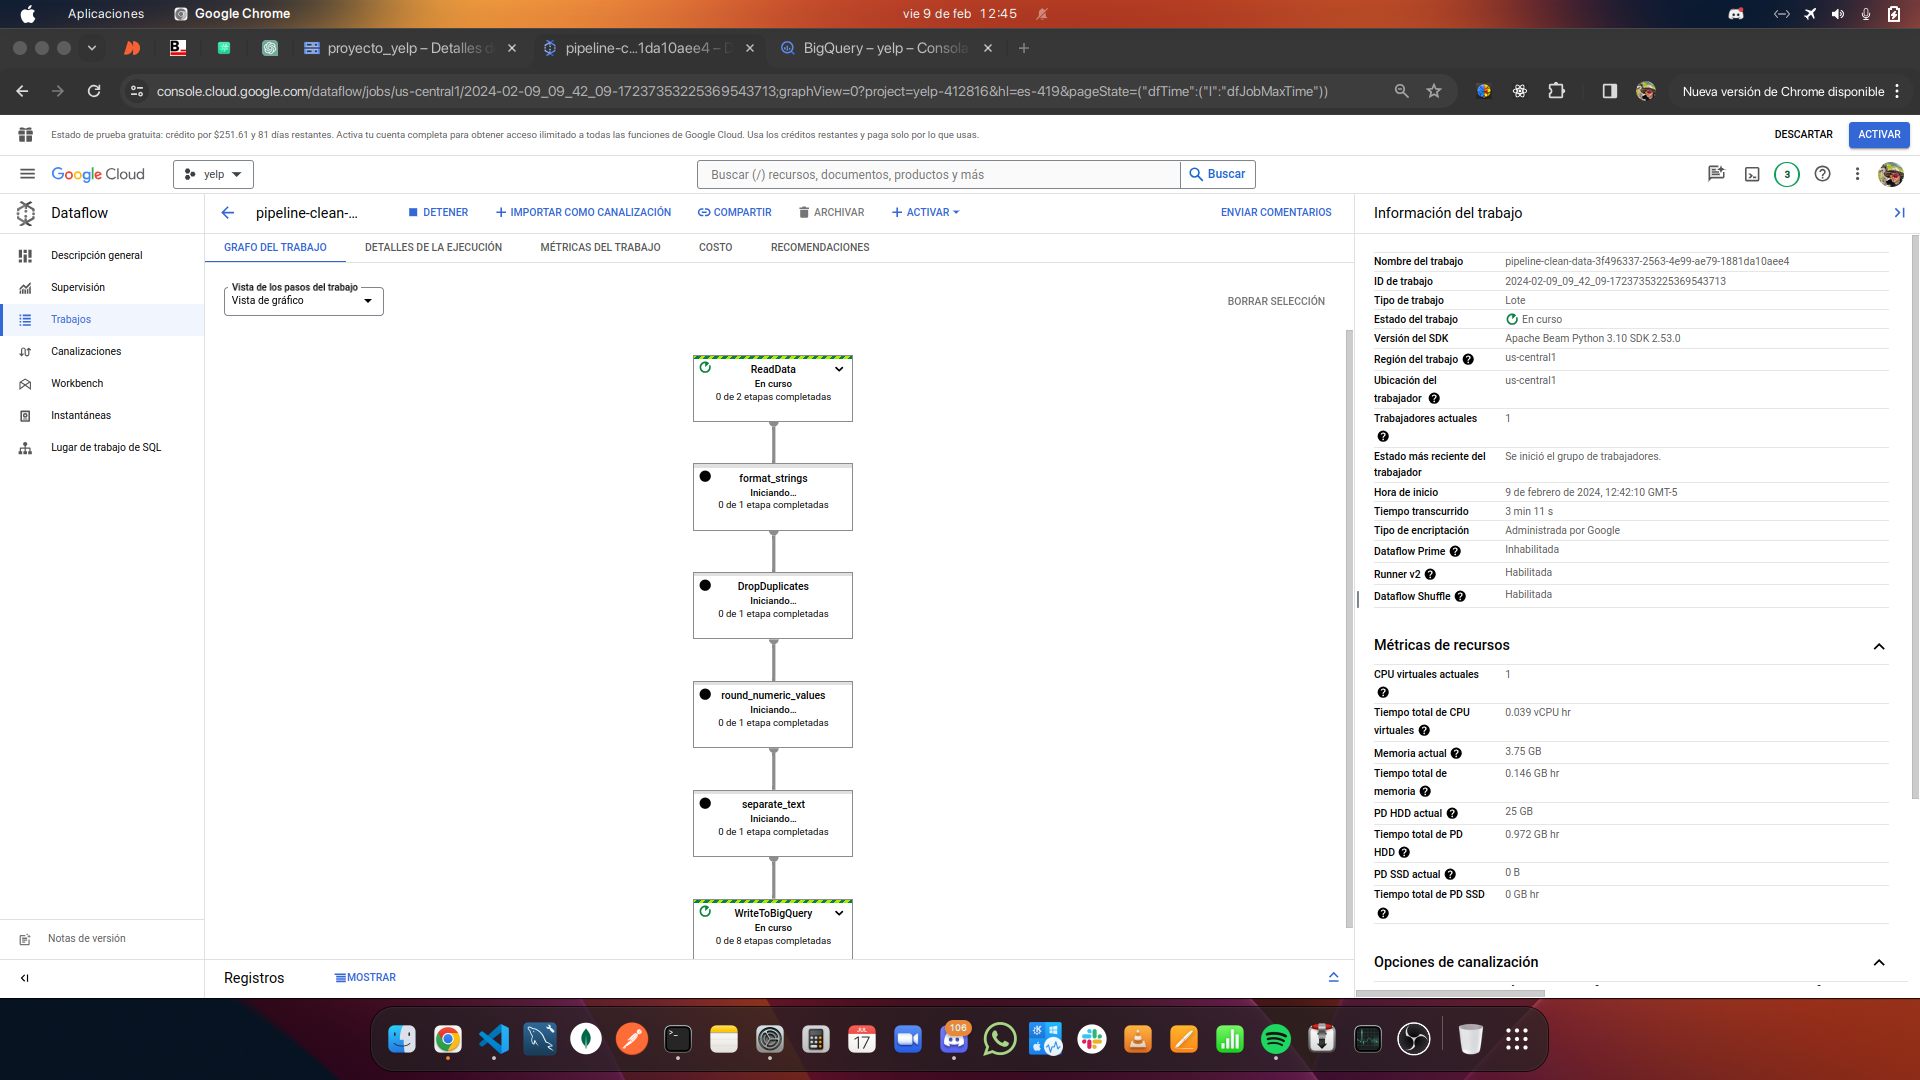 Aplicaciones
Google Chrome
vie 9 de feb 12:45
proyecto_yelp – Detalles d
pipeline-c...1da10aee4 – D
BigQuery – yelp – Consola
console.cloud.google.com/dataflow/jobs/us-central1/2024-02-09_09_42_09-17237353225369543713;graphView=0?project=yelp-412816&hl=es-419&pageState=("dfTime":("l":"dfJobMaxTime"))
Nueva versión de Chrome disponible
Estado de prueba gratuita: crédito por $251.61 y 81 días restantes. Activa tu cuenta completa para obtener acceso ilimitado a todas las funciones de Google Cloud. Usa los créditos restantes y paga solo por lo que usas.
DESCARTAR
ACTIVAR
Google Cloud
yelp
Buscar (/) recursos, documentos, productos y más
Buscar
3
Dataflow
Descripción general
Supervisión
Trabajos
Canalizaciones
Workbench
Instantáneas
Lugar de trabajo de SQL
Notas de versión
pipeline-clean-...
DETENER
IMPORTAR COMO CANALIZACIÓN
COMPARTIR
ARCHIVAR
ACTIVAR
ENVIAR COMENTARIOS
GRAFO DEL TRABAJO
DETALLES DE LA EJECUCIÓN
MÉTRICAS DEL TRABAJO
COSTO
RECOMENDACIONES
Vista de los pasos del trabajo
Vista de gráfico
BORRAR SELECCIÓN
ReadData
En curso
0 de 2 etapas completadas
format_strings
Iniciando...
0 de 1 etapa completadas
DropDuplicates
Iniciando...
0 de 1 etapa completadas
round_numeric_values
Iniciando...
0 de 1 etapa completadas
separate_text
Iniciando...
0 de 1 etapa completadas
WriteToBigQuery
En curso
0 de 8 etapas completadas
Registros
MOSTRAR
Información del trabajo
Nombre del trabajo
pipeline-clean-data-3f496337-2563-4e99-ae79-1881da10aee4
ID de trabajo
2024-02-09_09_42_09-17237353225369543713
Tipo de trabajo
Lote
Estado del trabajo
En curso
Versión del SDK
Apache Beam Python 3.10 SDK 2.53.0
Región del trabajo
us-central1
Ubicación del
trabajador
us-central1
Trabajadores actuales
1
Estado más reciente del
trabajador
Se inició el grupo de trabajadores.
Hora de inicio
9 de febrero de 2024, 12:42:10 GMT-5
Tiempo transcurrido
3 min 11 s
Tipo de encriptación
Administrada por Google
Dataflow Prime
Inhabilitada
Runner v2
Habilitada
Dataflow Shuffle
Habilitada
Métricas de recursos
CPU virtuales actuales
1
Tiempo total de CPU
virtuales
0.039 vCPU hr
Memoria actual
3.75 GB
Tiempo total de
memoria
0.146 GB hr
PD HDD actual
25 GB
Tiempo total de PD
HDD
0.972 GB hr
PD SSD actual
0 B
Tiempo total de PD SSD
0 GB hr
Opciones de canalización
JUL
17
106